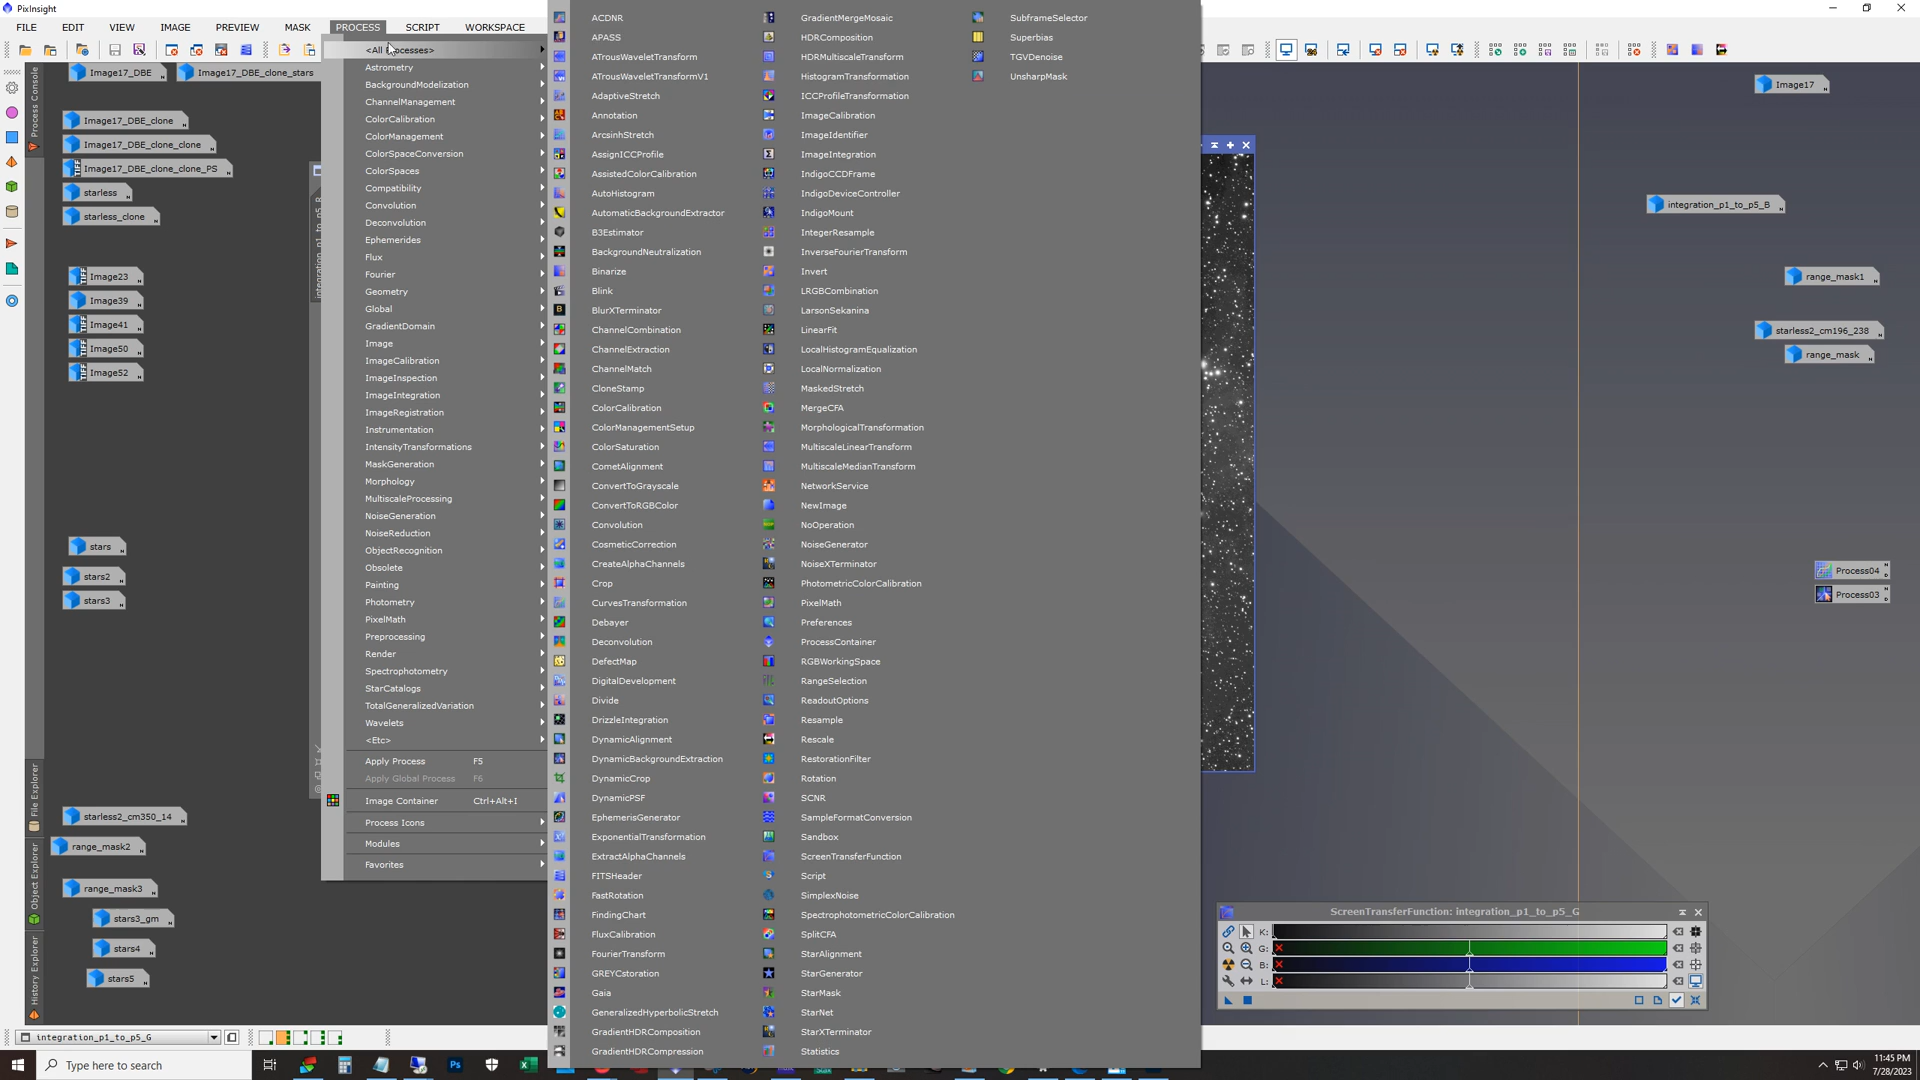 PixInsight
FILE EDIT VIEW IMAGE PREVIEW MASK PROCESS SCRIPT WORKSPACE
Process Console
File Explorer
Object Explorer
History Explorer
Image17_DBE
Image17_DBE_clone_stars
Image17_DBE_clone
Image17_DBE_clone_clone
Image17_DBE_clone_clone_PS
starless
starless_clone
Image23
Image39
Image41
Image50
Image52
stars
stars2
stars3
starless2_cm350_14
range_mask2
range_mask3
stars3_gm
stars4
stars5
<All Processes>
Astrometry
BackgroundModelization
ChannelManagement
ColorCalibration
ColorManagement
ColorSpaceConversion
ColorSpaces
Compatibility
Convolution
Deconvolution
Ephemerides
Flux
Fourier
Geometry
Global
GradientDomain
Image
ImageCalibration
ImageInspection
ImageIntegration
ImageRegistration
Instrumentation
IntensityTransformations
MaskGeneration
Morphology
MultiscaleProcessing
NoiseGeneration
NoiseReduction
ObjectRecognition
Obsolete
Painting
Photometry
PixelMath
Preprocessing
Render
Spectrophotometry
StarCatalogs
TotalGeneralizedVariation
Wavelets
<Etc>
Apply Process F5
Apply Global Process F6
Image Container Ctrl+Alt+I
Process Icons
Modules
Favorites
ACDNR
APASS
ATrousWaveletTransform
ATrousWaveletTransformV1
AdaptiveStretch
Annotation
ArcsinhStretch
AssignICCProfile
AssistedColorCalibration
AutoHistogram
AutomaticBackgroundExtractor
B3Estimator
BackgroundNeutralization
Binarize
Blink
BlurXTerminator
ChannelCombination
ChannelExtraction
ChannelMatch
CloneStamp
ColorCalibration
ColorManagementSetup
ColorSaturation
CometAlignment
ConvertToGrayscale
ConvertToRGBColor
Convolution
CosmeticCorrection
CreateAlphaChannels
Crop
CurvesTransformation
Debayer
Deconvolution
DefectMap
DigitalDevelopment
Divide
DrizzleIntegration
DynamicAlignment
DynamicBackgroundExtraction
DynamicCrop
DynamicPSF
EphemerisGenerator
ExponentialTransformation
ExtractAlphaChannels
FITSHeader
FastRotation
FindingChart
FluxCalibration
FourierTransform
GREYCstoration
Gaia
GeneralizedHyperbolicStretch
GradientHDRComposition
GradientHDRCompression
GradientMergeMosaic
HDRComposition
HDRMultiscaleTransform
HistogramTransformation
ICCProfileTransformation
ImageCalibration
ImageIdentifier
ImageIntegration
IndigoCCDFrame
IndigoDeviceController
IndigoMount
IntegerResample
InverseFourierTransform
Invert
LRGBCombination
LarsonSekanina
LinearFit
LocalHistogramEqualization
LocalNormalization
MaskedStretch
MergeCFA
MorphologicalTransformation
MultiscaleLinearTransform
MultiscaleMedianTransform
NetworkService
NewImage
NoOperation
NoiseGenerator
NoiseXTerminator
PhotometricColorCalibration
PixelMath
Preferences
ProcessContainer
RGBWorkingSpace
RangeSelection
ReadoutOptions
Resample
Rescale
RestorationFilter
Rotation
SCNR
SampleFormatConversion
Sandbox
ScreenTransferFunction
Script
SimplexNoise
SpectrophotometricColorCalibration
SplitCFA
StarAlignment
StarGenerator
StarMask
StarNet
StarXTerminator
Statistics
SubframeSelector
Superbias
TGVDenoise
UnsharpMask
Image17
integration_p1_to_p5_B
range_mask1
starless2_cm196_238
range_mask
Process04
Process03
ScreenTransferFunction: integration_p1_to_p5_G
K:
G:
B:
L:
integration_p1_to_p5_G
Type here to search
11:45 PM
7/28/2023